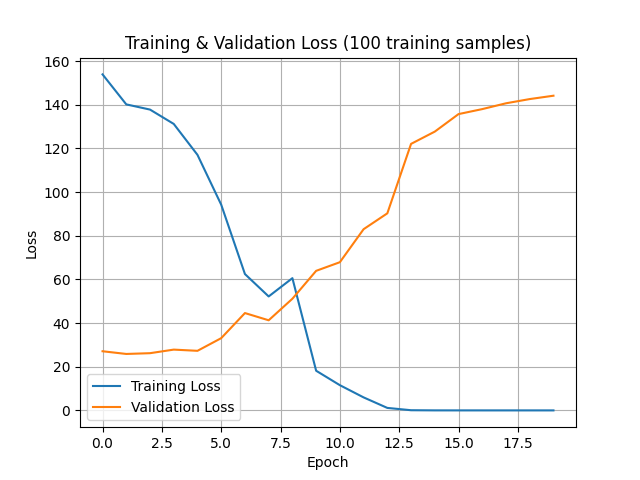 Training & Validation Loss (100 training samples)
160
140
120
100
80
60
40
20
0
Loss
Training Loss
Validation Loss
0.0 2.5 5.0 7.5 10.0 12.5 15.0 17.5
Epoch